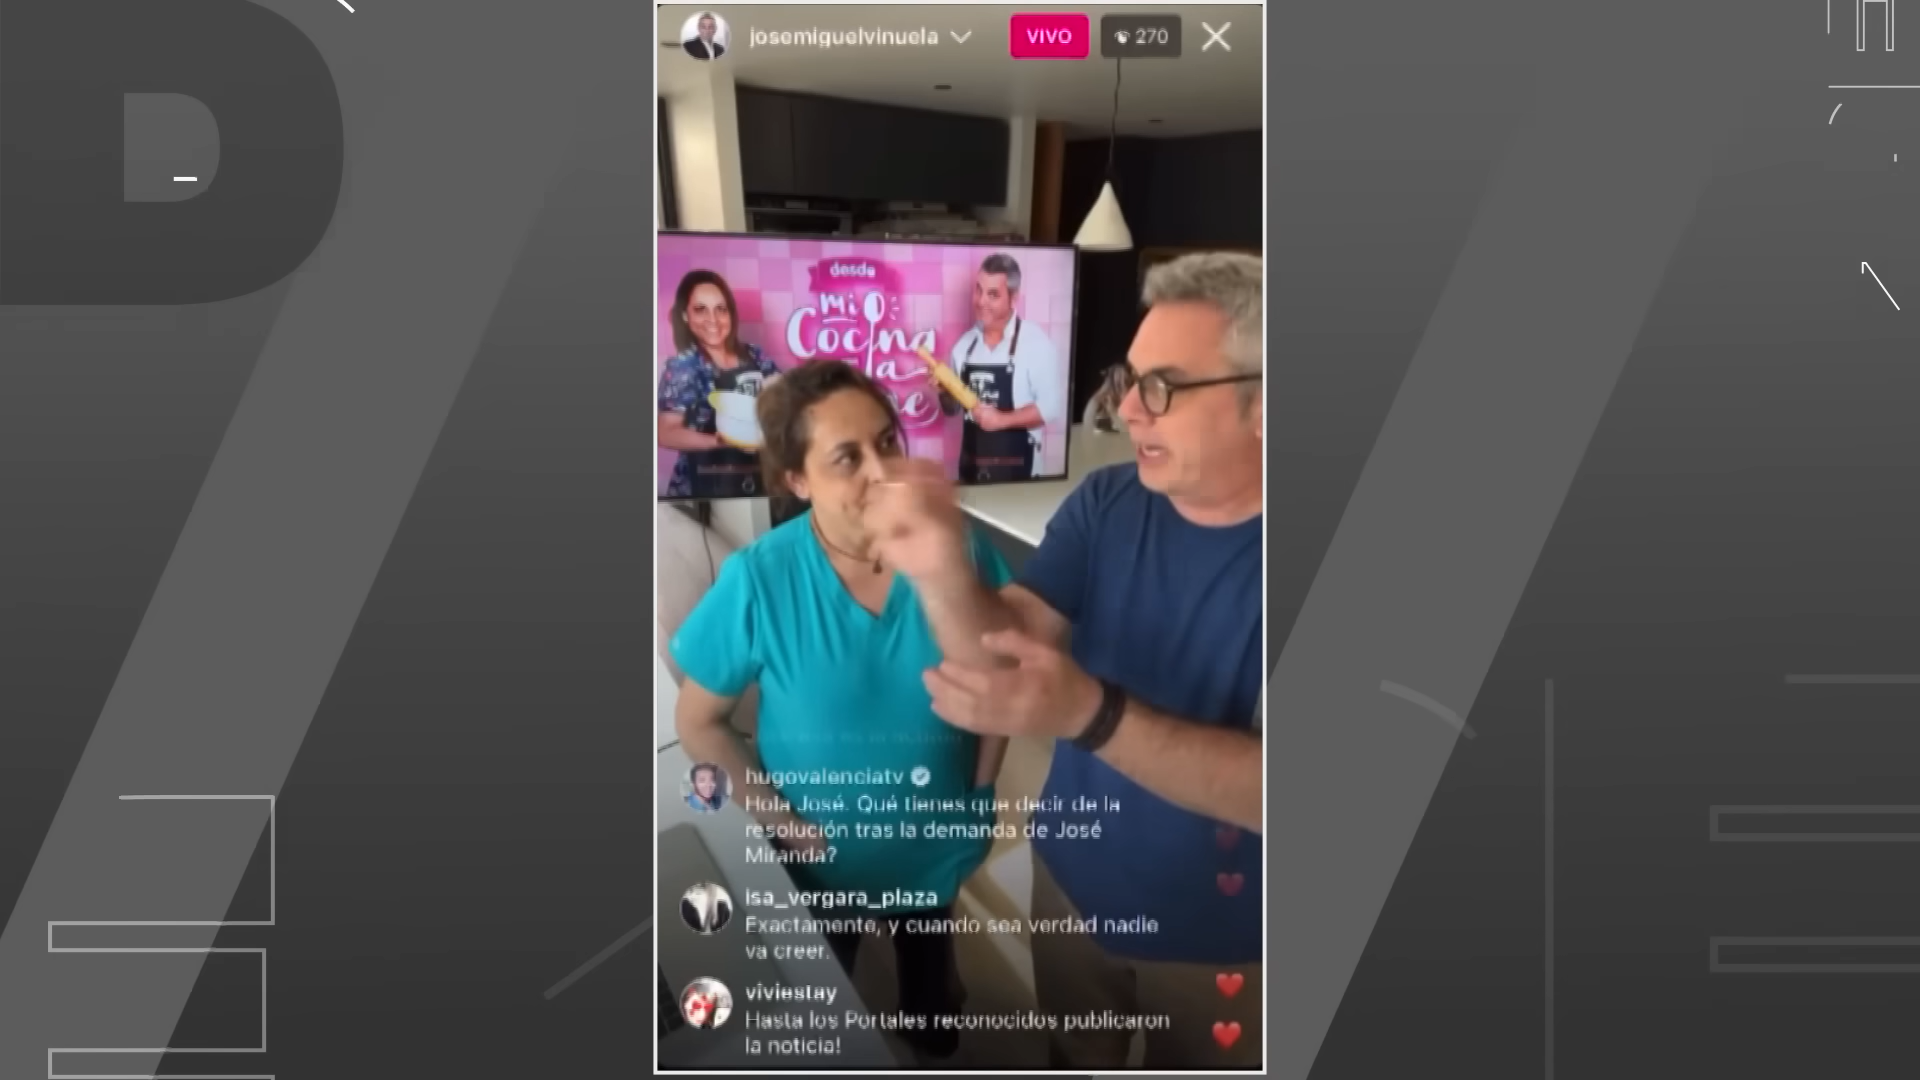 josemiguelvinuela
VIVO
270
desde
mi
Cocina
la
hugovalenciatv
Hola José. Qué tienes que decir de la
resolución tras la demanda de José
Miranda?
isa_vergara_plaza
Exactamente, y cuando sea verdad nadie
va creer.
viviestay
Hasta los Portales reconocidos publicaron
la noticia!